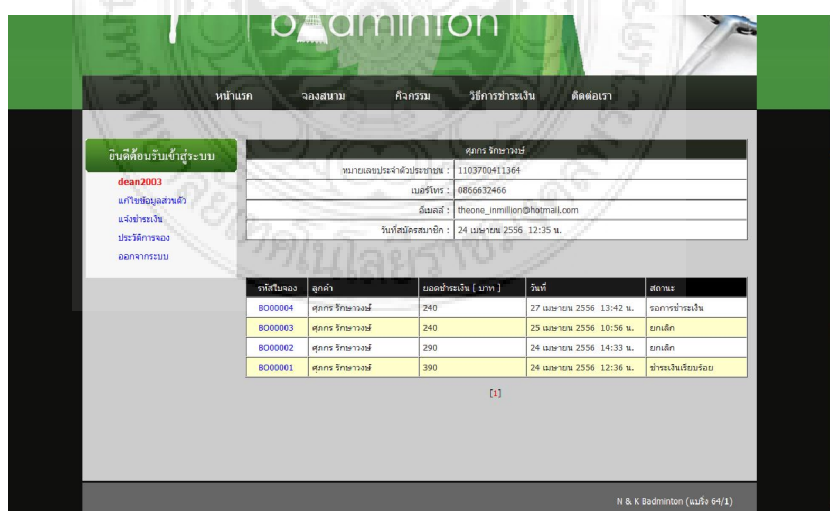 badminton
หน้าแรก จองสนาม กิจกรรม วิธีการชำระเงิน ติดต่อเรา
ยินดีต้อนรับเข้าสู่ระบบ
dean2003
แก้ไขข้อมูลส่วนตัว
แจ้งชำระเงิน
ประวัติการจอง
ออกจากระบบ
ศุภกร รักษาวงษ์
หมายเลขประจำตัวประชาชน : 1103700411364
เบอร์โทร : 0866632466
อีเมลล์ : theone_inmillion@hotmail.com
วันที่สมัครสมาชิก : 24 เมษายน 2556 12:35 น.
รหัสใบจอง ลูกค้า ยอดชำระเงิน [ บาท ] วันที่ สถานะ
BO00004 ศุภกร รักษาวงษ์ 240 27 เมษายน 2556 13:42 น. รอการชำระเงิน
BO00003 ศุภกร รักษาวงษ์ 240 25 เมษายน 2556 10:56 น. ยกเลิก
BO00002 ศุภกร รักษาวงษ์ 290 24 เมษายน 2556 14:33 น. ยกเลิก
BO00001 ศุภกร รักษาวงษ์ 390 24 เมษายน 2556 12:36 น. ชำระเงินเรียบร้อย
[1]
N & K Badminton (แบริ่ง 64/1)